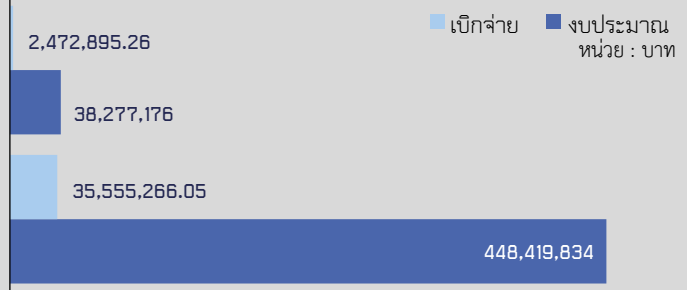 เบิกจ่าย งบประมาณ
หน่วย : บาท
2,472,895.26
38,277,176
35,555,266.05
448,419,834